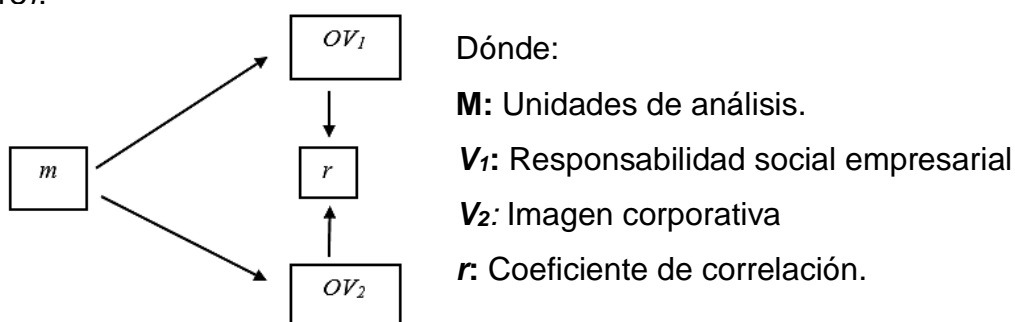 OV1
Dónde:
M: Unidades de análisis.
m
r
V1: Responsabilidad social empresarial
V2: Imagen corporativa
OV2
r: Coeficiente de correlación.